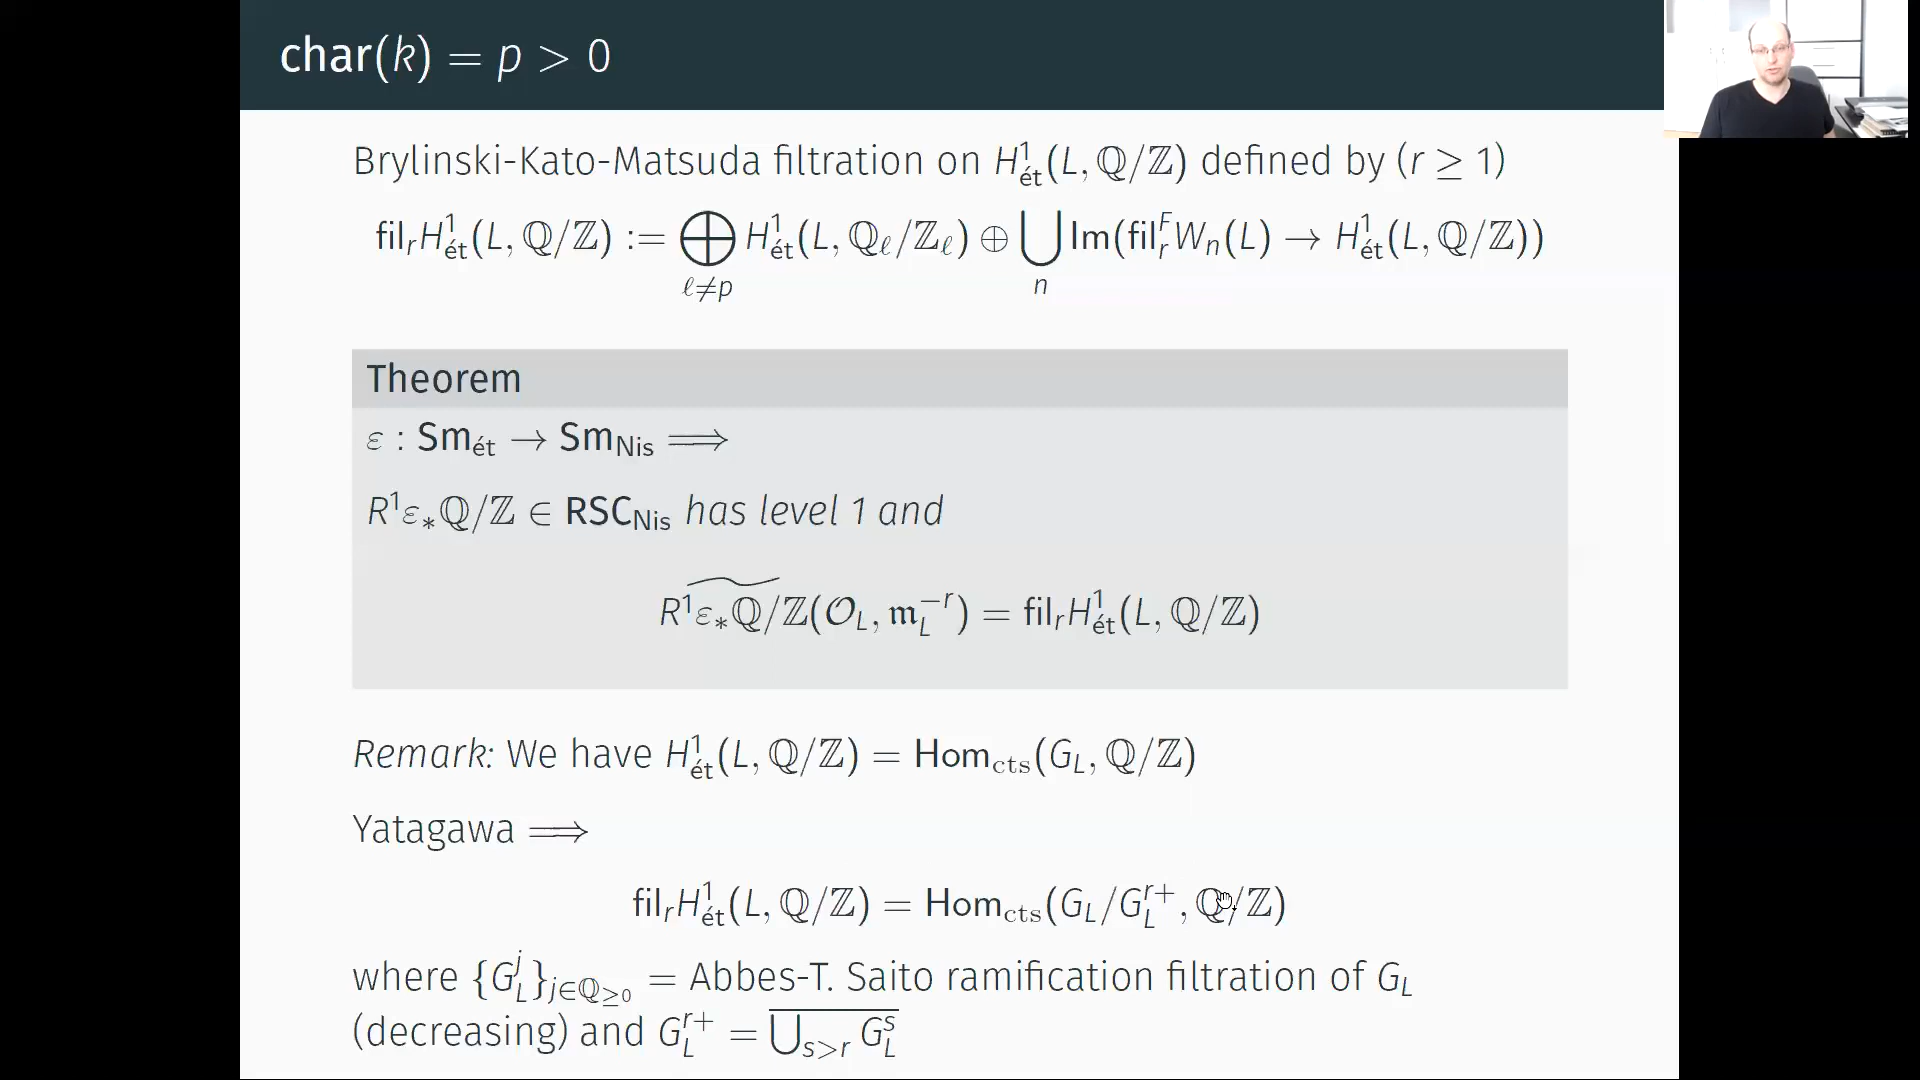 char(k) = p > 0
Brylinski-Kato-Matsuda filtration on H¹_ét(L, ℚ/ℤ) defined by (r ≥ 1)
fil_r H¹_ét(L, ℚ/ℤ) := ⨁_{ℓ≠p} H¹_ét(L, ℚ_ℓ/ℤ_ℓ) ⊕ ⋃_n Im(fil^F_r W_n(L) → H¹_ét(L, ℚ/ℤ))
Theorem
ε : Sm_ét → Sm_Nis ⟹
R¹ε_*ℚ/ℤ ∈ RSC_Nis has level 1 and
\widetilde{R¹ε_*ℚ/ℤ}(𝒪_L, 𝔪_L^{-r}) = fil_r H¹_ét(L, ℚ/ℤ)
Remark: We have H¹_ét(L, ℚ/ℤ) = Hom_cts(G_L, ℚ/ℤ)
Yatagawa ⟹
fil_r H¹_ét(L, ℚ/ℤ) = Hom_cts(G_L/G_L^{r+}, ℚ/ℤ)
where {G_L^j}_{j∈ℚ_{≥0}} = Abbes-T. Saito ramification filtration of G_L
(decreasing) and G_L^{r+} = \overline{⋃_{s>r} G_L^s}